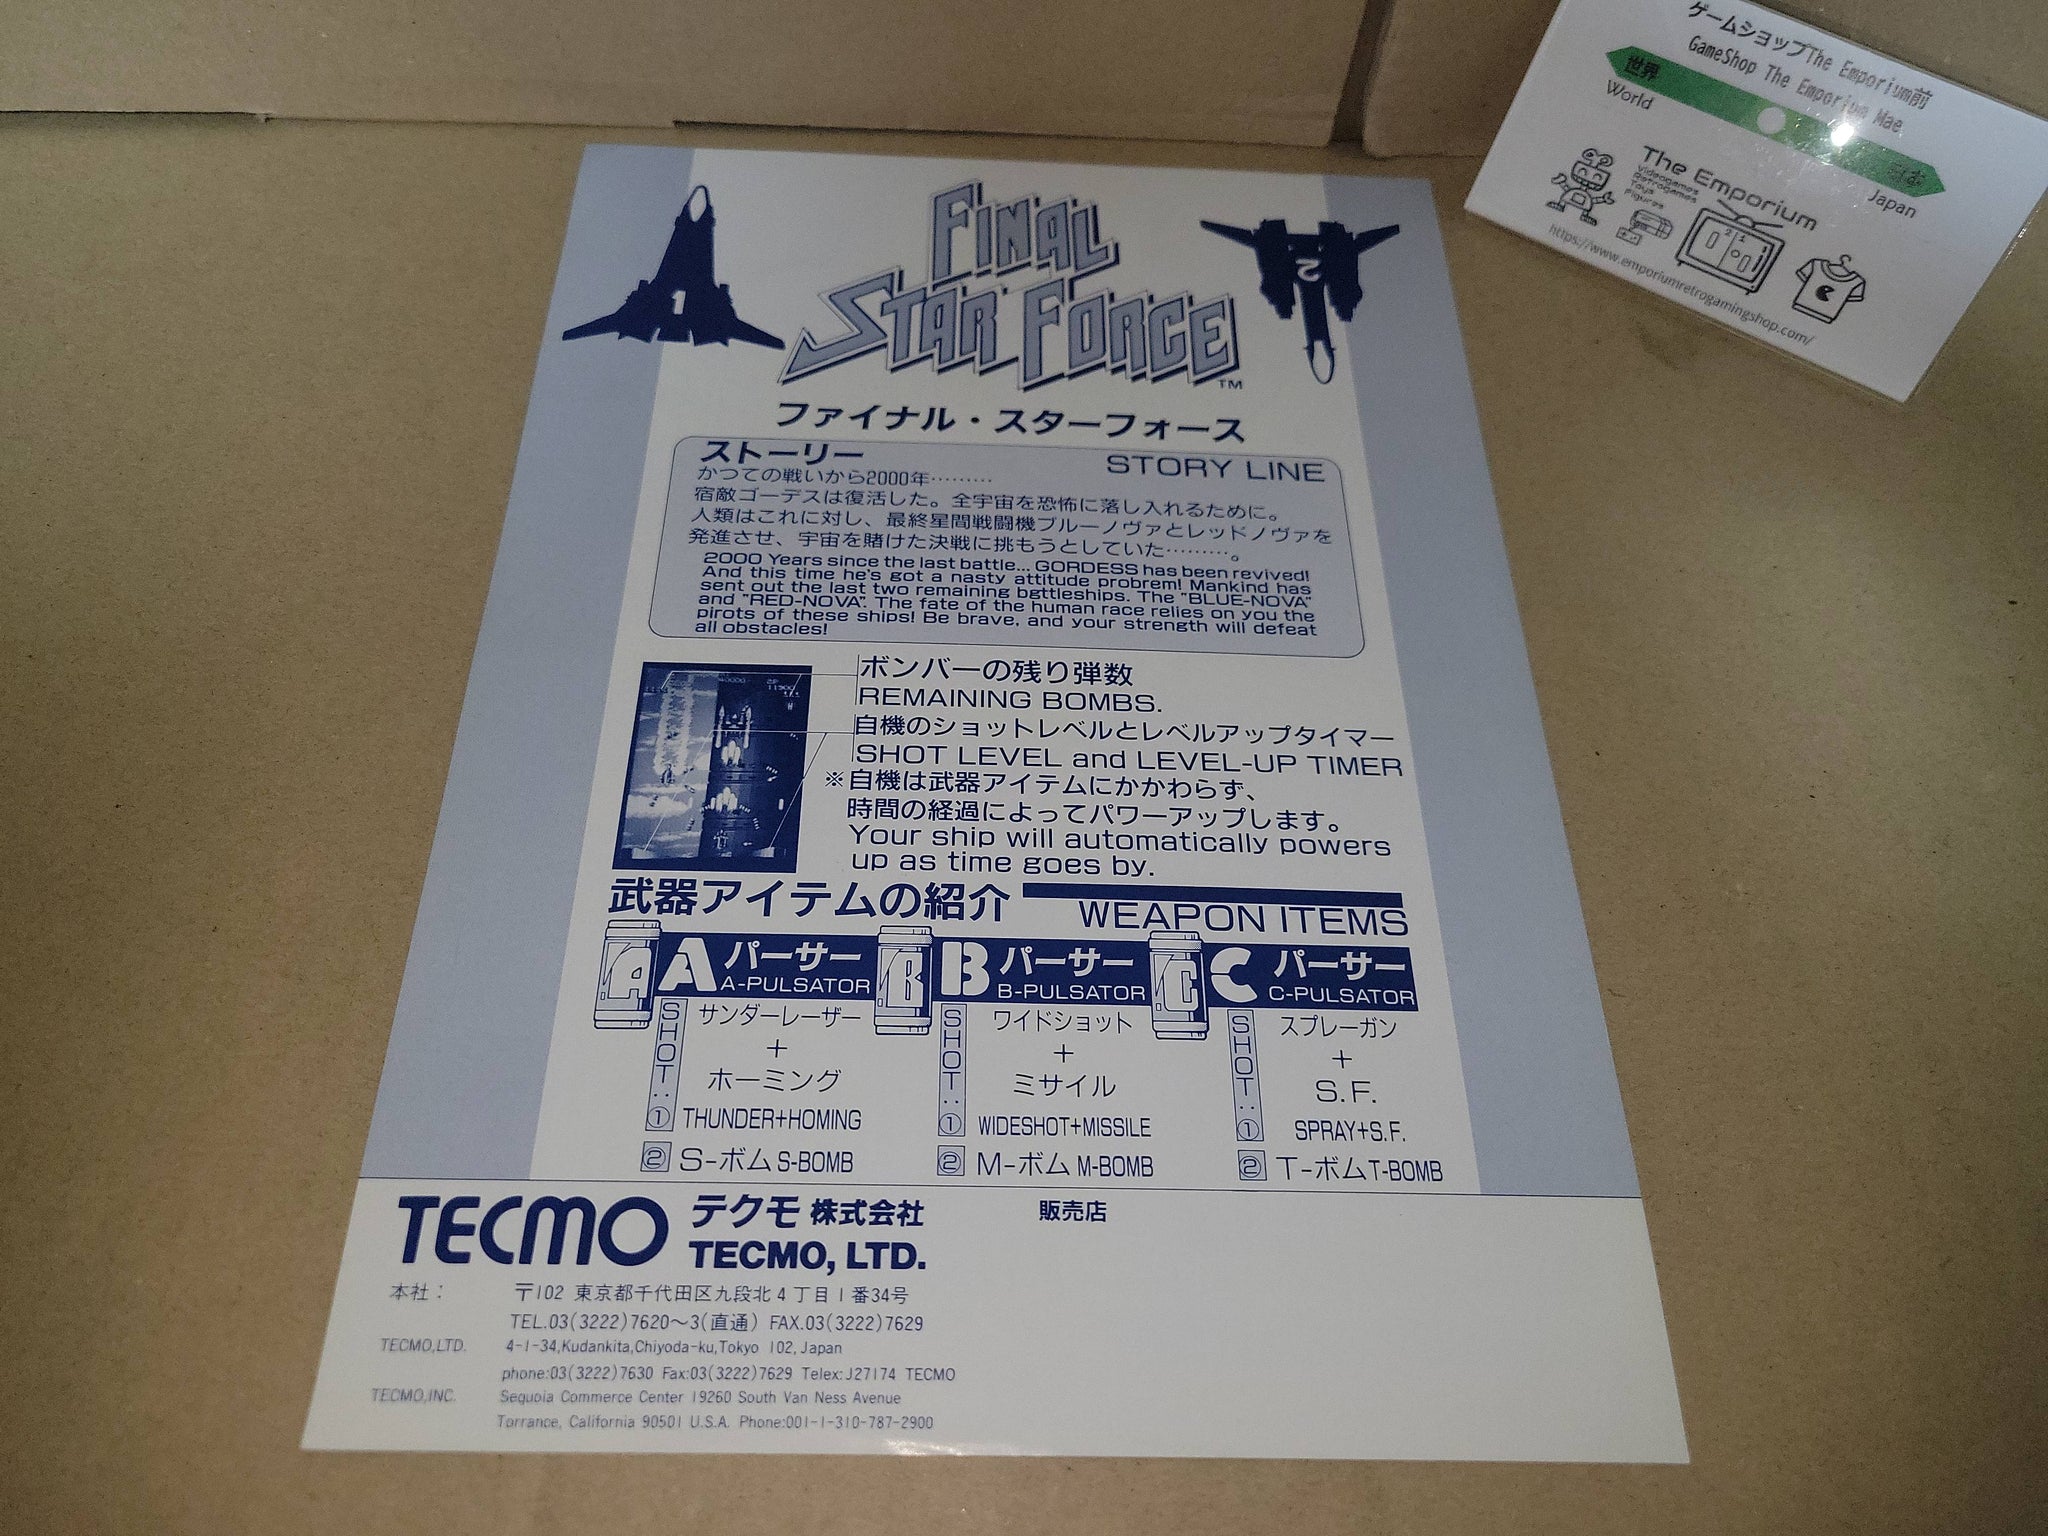 ゲームショップThe Emporium前
GameShop The Emporium Mae
世界
World
Japan
The Emporium
Videogames
Retrogames
Toys
Figures
2 1
https://www.emporiumretrogamingshop.com/
1
2
FINAL
STAR FORCE
TM
ファイナル・スターフォース
ストーリー STORY LINE
かつての戦いから2000年………
宿敵ゴーデスは復活した。全宇宙を恐怖に落し入れるために。
人類はこれに対し、最終星間戦闘機ブルーノヴァとレッドノヴァを
発進させ、宇宙を賭けた決戦に挑もうとしていた………。
2000 Years since the last battle... GORDESS has been revived!
And this time he's got a nasty attitude probrem! Mankind has
sent out the last two remaining bgttleships. The "BLUE-NOVA"
and "RED-NOVA". The fate of the human race relies on you the
pirots of these ships! Be brave, and your strength will defeat
all obstacles!
ボンバーの残り弾数
REMAINING BOMBS.
自機のショットレベルとレベルアップタイマー
SHOT LEVEL and LEVEL-UP TIMER
※自機は武器アイテムにかかわらず、
時間の経過によってパワーアップします。
Your ship will automatically powers
up as time goes by.
武器アイテムの紹介 WEAPON ITEMS
A A パーサー A-PULSATOR
SHOT:①
サンダーレーザー
+
ホーミング
THUNDER+HOMING
② S-ボム S-BOMB
B B パーサー B-PULSATOR
SHOT:①
ワイドショット
+
ミサイル
WIDESHOT+MISSILE
② M-ボム M-BOMB
C C パーサー C-PULSATOR
SHOT:①
スプレーガン
+
S.F.
SPRAY+S.F.
② T-ボム T-BOMB
TECMO テクモ 株式会社
TECMO, LTD.
販売店
本社： 〒102 東京都千代田区九段北4丁目1番34号
TEL.03(3222)7620〜3(直通) FAX.03(3222)7629
TECMO,LTD. 4-1-34,Kudankita,Chiyoda-ku,Tokyo 102,Japan
phone:03(3222)7630 Fax:03(3222)7629 Telex:J27174 TECMO
TECMO,INC. Sequoia Commerce Center 19260 South Van Ness Avenue
Torrance, California 90501 U.S.A. Phone:001-1-310-787-2900